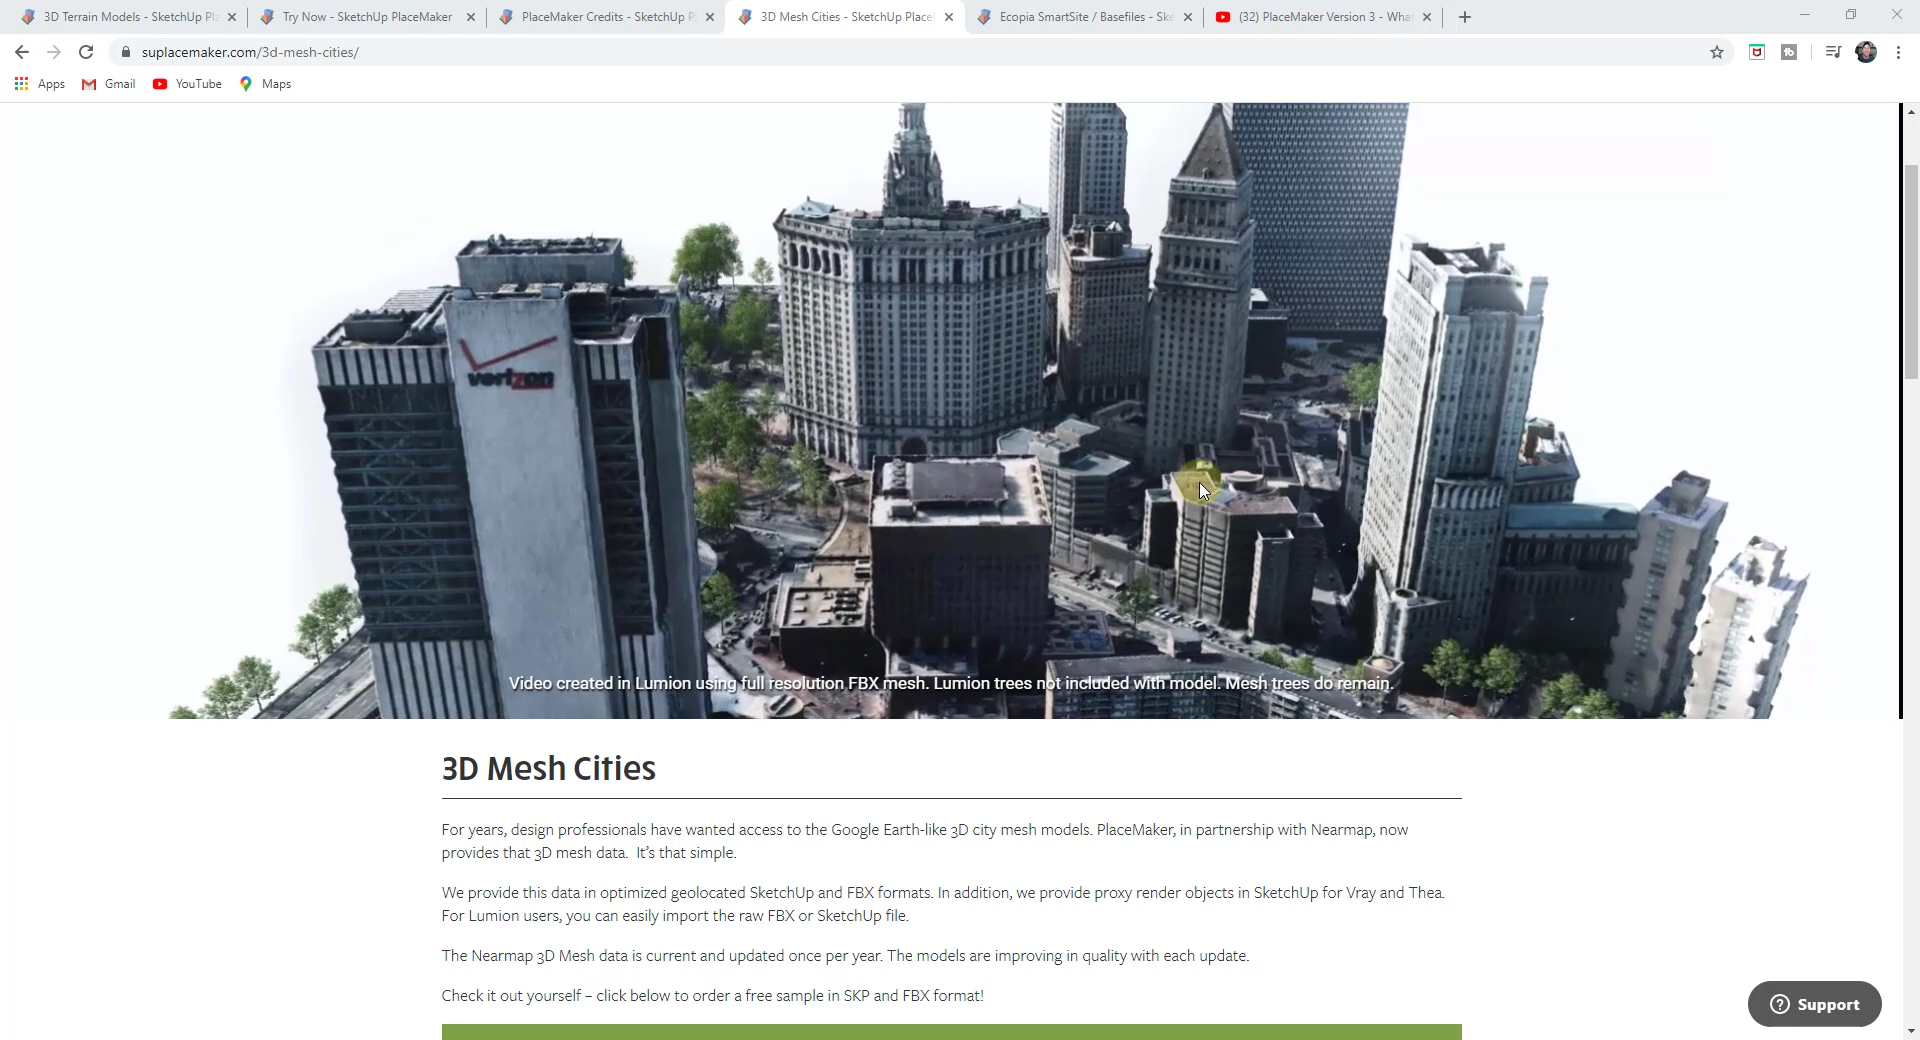 3D Terrain Models - SketchUp Pla
Try Now - SketchUp PlaceMaker
PlaceMaker Credits - SketchUp P
3D Mesh Cities - SketchUp Place
Ecopia SmartSite / Basefiles - Ske
(32) PlaceMaker Version 3 - Wha
suplacemaker.com/3d-mesh-cities/
Apps
Gmail
YouTube
Maps
verizon
Video created in Lumion using full resolution FBX mesh. Lumion trees not included with model. Mesh trees do remain.
3D Mesh Cities
For years, design professionals have wanted access to the Google Earth-like 3D city mesh models. PlaceMaker, in partnership with Nearmap, now
provides that 3D mesh data.  It's that simple.
We provide this data in optimized geolocated SketchUp and FBX formats. In addition, we provide proxy render objects in SketchUp for Vray and Thea.
For Lumion users, you can easily import the raw FBX or SketchUp file.
The Nearmap 3D Mesh data is current and updated once per year. The models are improving in quality with each update.
Check it out yourself – click below to order a free sample in SKP and FBX format!
Support